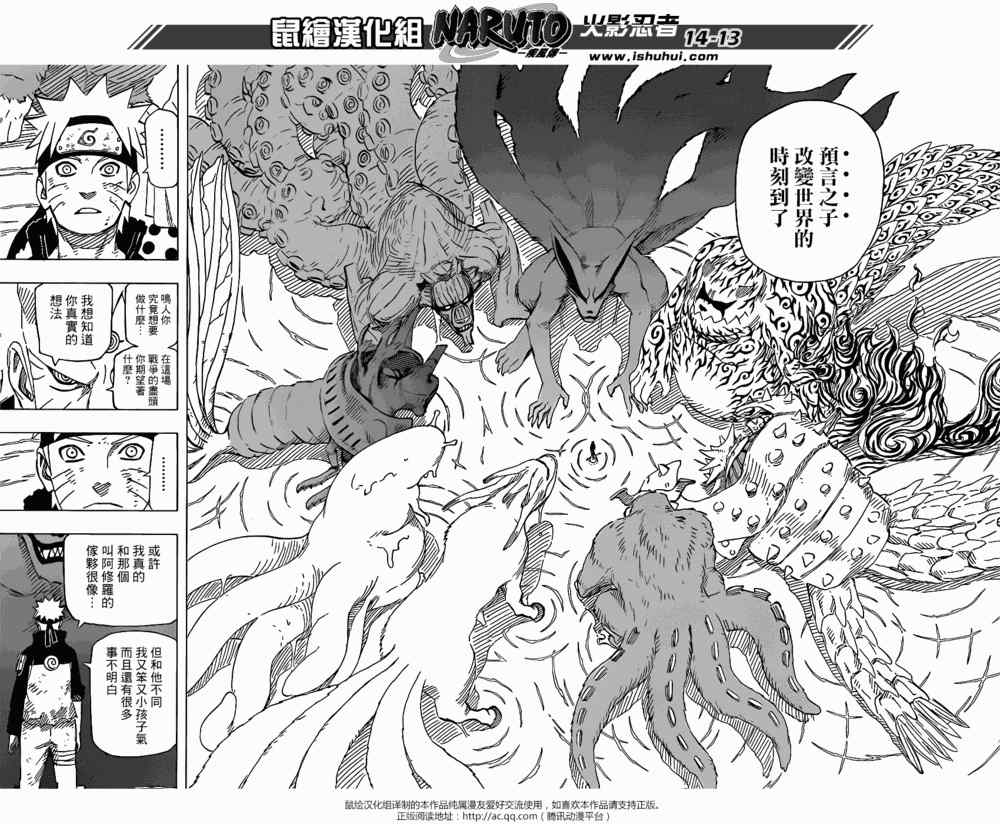 鼠繪漢化組 NARUTO 火影忍者 14-13
—疾風傳—
www.ishuhui.com
預言之子
改變世界的
時刻到了
…………
鳴人你
究竟想要
做什麼…
在這場
戰爭的盡頭
你期望著
什麼？
我想知道
你真實的
想法
…………
或許
我真的
和那個
叫阿修羅的
傢夥很像…
但和他不同
我又笨又小孩子氣
而且還有很多
事不明白
鼠绘汉化组译制的本作品纯属漫友爱好交流使用，如喜欢本作品请支持正版。
正版阅读地址：http://ac.qq.com（腾讯动漫平台）